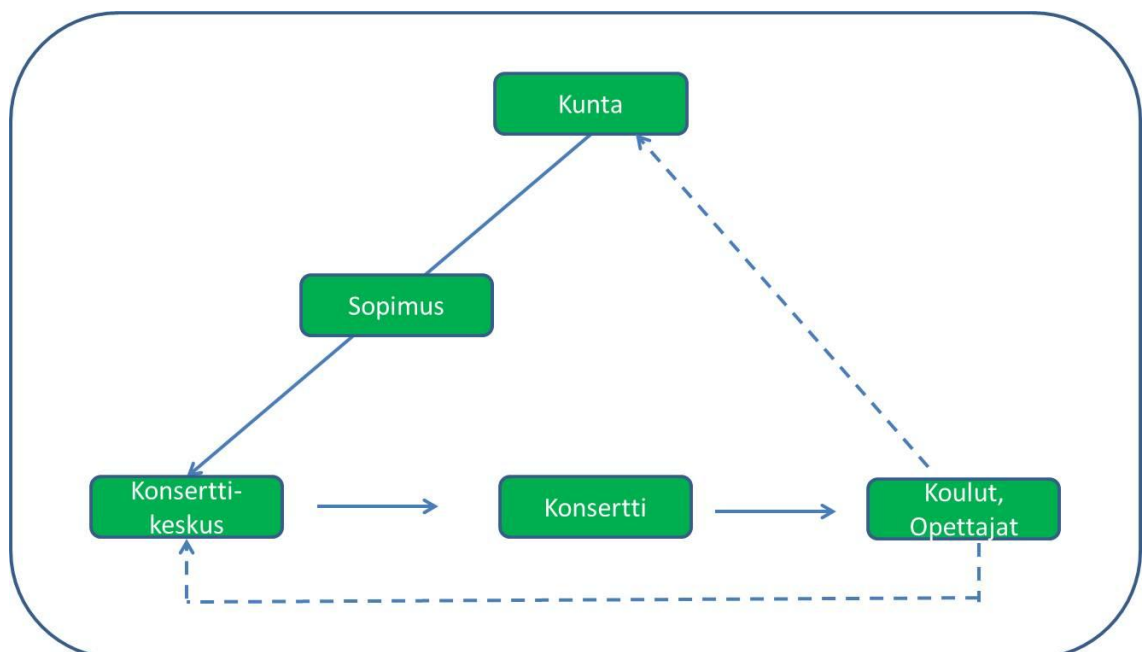 Kunta
Sopimus
Konsertti-
keskus
Konsertti
Koulut,
Opettajat